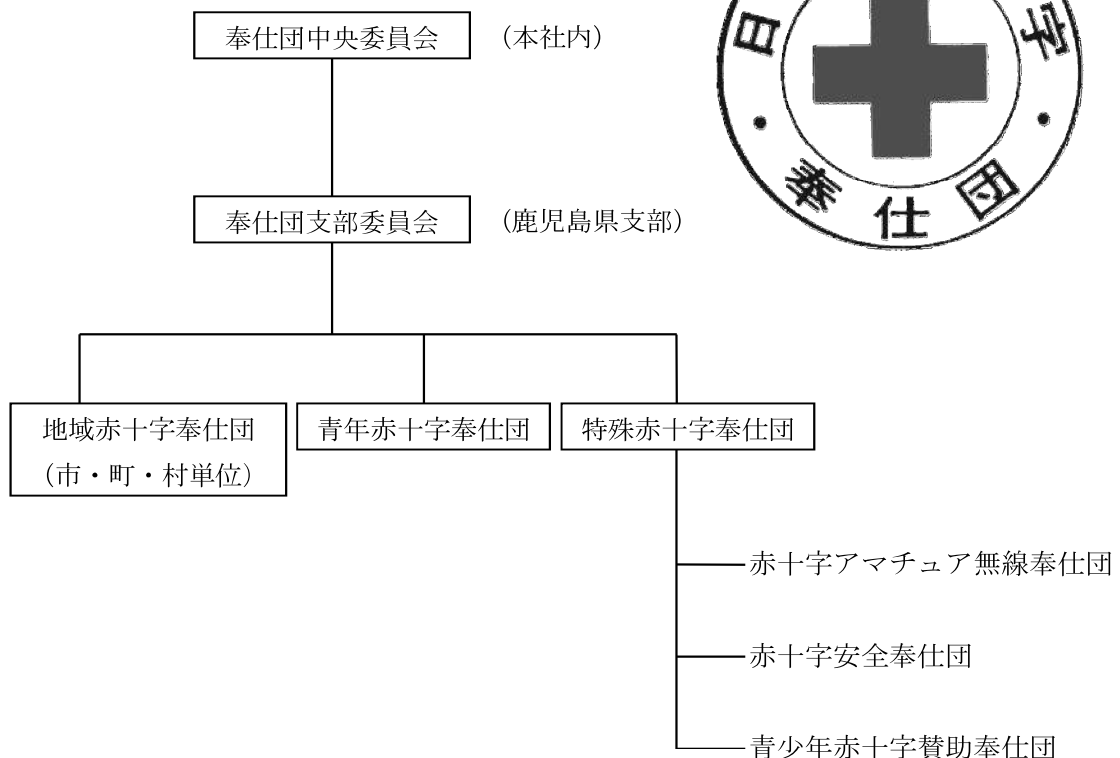 奉仕団中央委員会 (本社内)
奉仕団支部委員会 (鹿児島県支部)
地域赤十字奉仕団
(市・町・村単位)
青年赤十字奉仕団
特殊赤十字奉仕団
赤十字アマチュア無線奉仕団
赤十字安全奉仕団
青少年赤十字賛助奉仕団
日 字
・奉仕団・